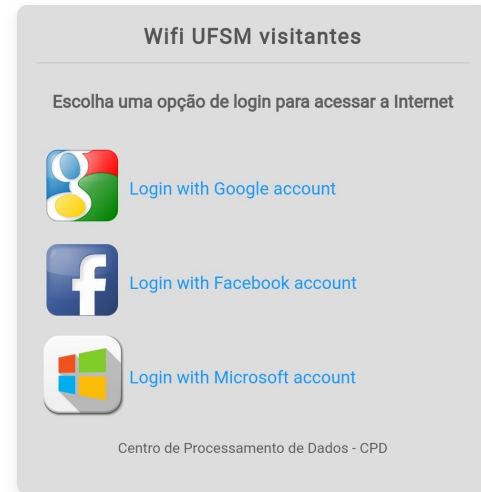 Wifi UFSM visitantes
Escolha uma opção de login para acessar a Internet
Login with Google account
Login with Facebook account
Login with Microsoft account
Centro de Processamento de Dados - CPD